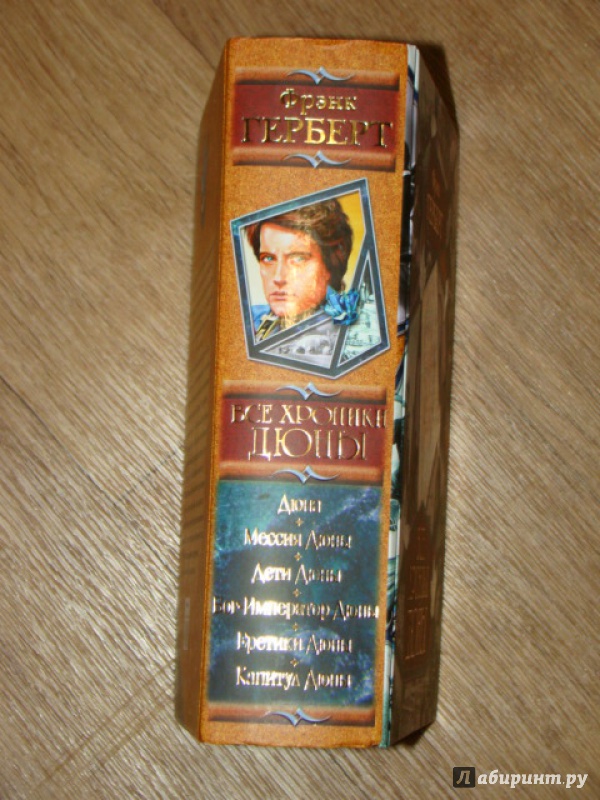 Фрэнк
ГЕРБЕРТ
ВСЕ ХРОНИКИ
ДЮНЫ
Дюна
Мессия Дюны
Дети Дюны
Бог-Император Дюны
Еретики Дюны
Капитул Дюны
Лабиринт.ру